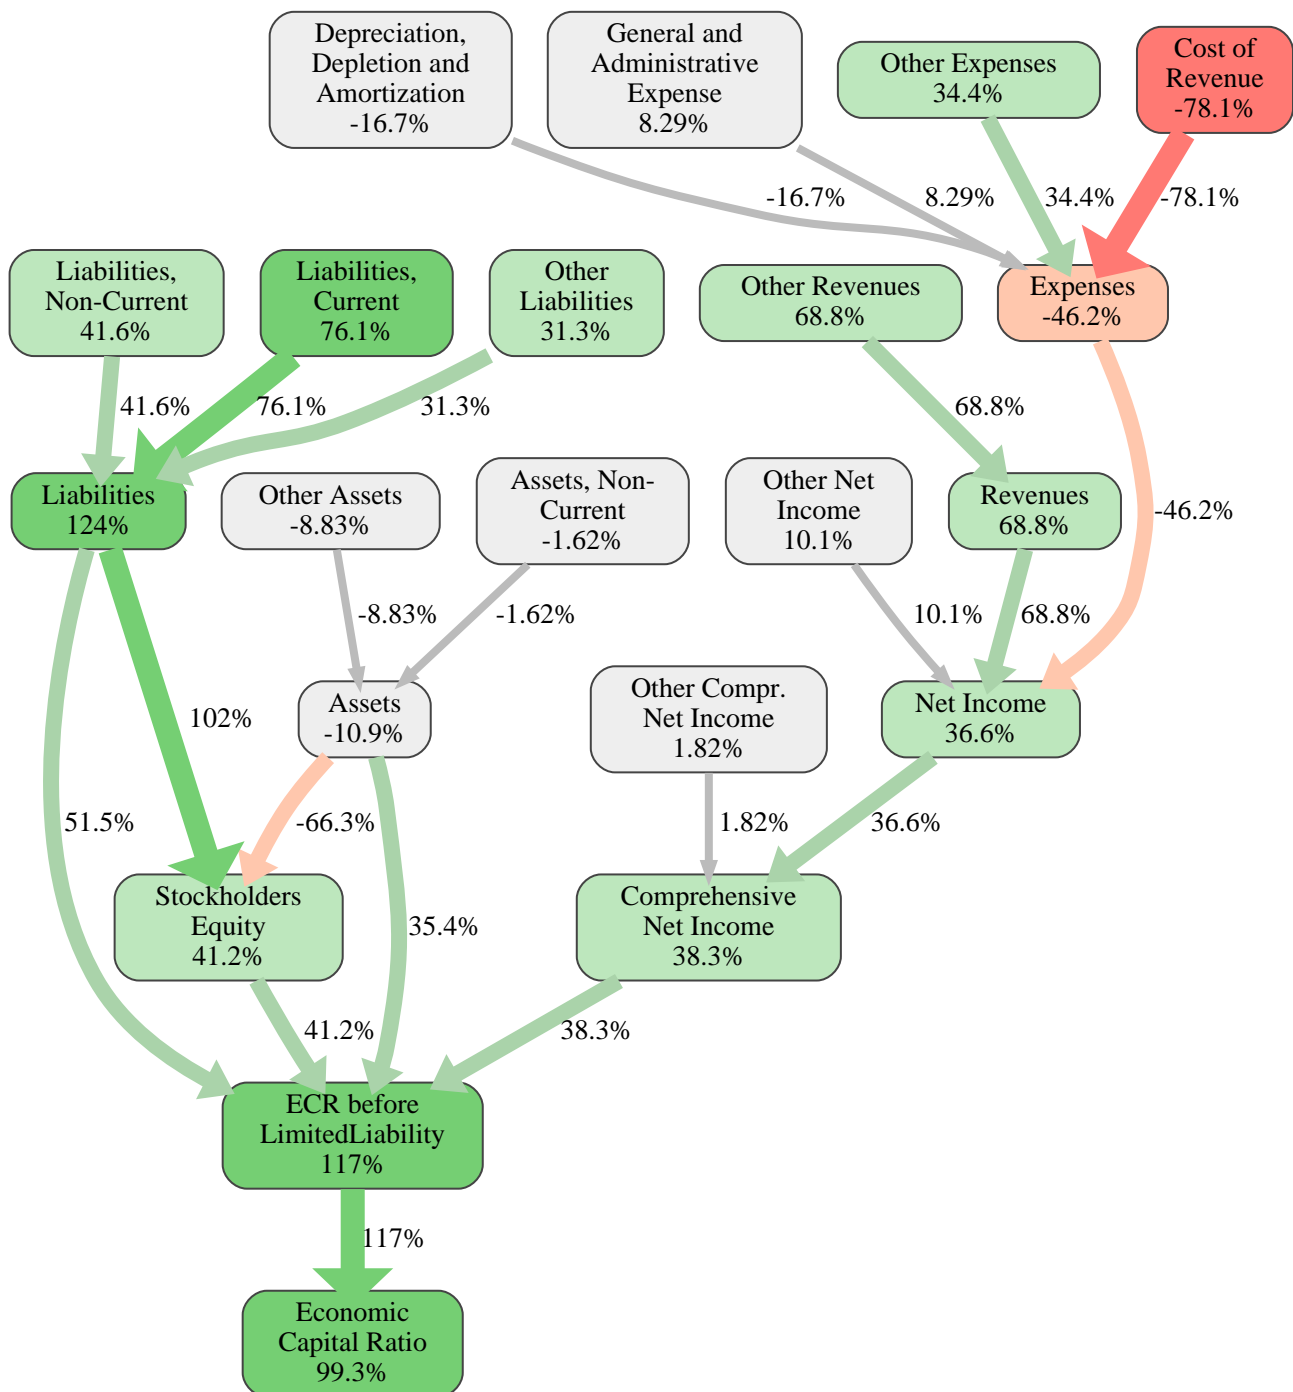 Depreciation,
Depletion and
Amortization
-16.7%
General and
Administrative
Expense
8.29%
Other Expenses
34.4%
Cost of
Revenue
-78.1%
-16.7%
8.29%
34.4%
-78.1%
Liabilities,
Non-Current
41.6%
Liabilities,
Current
76.1%
Other
Liabilities
31.3%
Other Revenues
68.8%
Expenses
-46.2%
41.6%
76.1%
31.3%
68.8%
-46.2%
Liabilities
124%
Other Assets
-8.83%
Assets, Non-
Current
-1.62%
Other Net
Income
10.1%
Revenues
68.8%
-8.83%
-1.62%
10.1%
68.8%
102%
Assets
-10.9%
Other Compr.
Net Income
1.82%
Net Income
36.6%
51.5%
-66.3%
1.82%
36.6%
Stockholders
Equity
41.2%
35.4%
Comprehensive
Net Income
38.3%
41.2%
38.3%
ECR before
LimitedLiability
117%
117%
Economic
Capital Ratio
99.3%